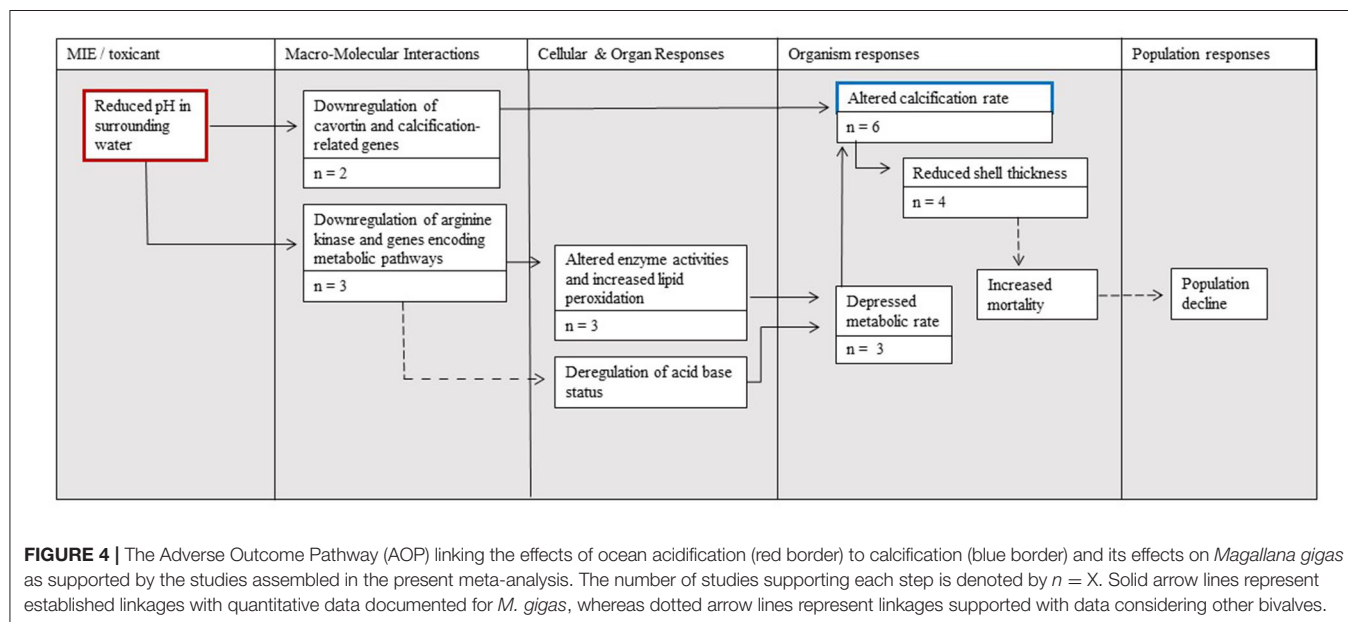 MIE / toxicant
Macro-Molecular Interactions
Cellular & Organ Responses
Organism responses
Population responses
Reduced pH in
surrounding
water
Downregulation of
cavortin and calcification-
related genes
n = 2
Altered calcification rate
n = 6
Reduced shell thickness
n = 4
Downregulation of arginine
kinase and genes encoding
metabolic pathways
n = 3
Altered enzyme activities
and increased lipid
peroxidation
n = 3
Deregulation of acid base
status
Depressed
metabolic rate
n = 3
Increased
mortality
Population
decline
FIGURE 4 | The Adverse Outcome Pathway (AOP) linking the effects of ocean acidification (red border) to calcification (blue border) and its effects on Magallana gigas
as supported by the studies assembled in the present meta-analysis. The number of studies supporting each step is denoted by n = X. Solid arrow lines represent
established linkages with quantitative data documented for M. gigas, whereas dotted arrow lines represent linkages supported with data considering other bivalves.